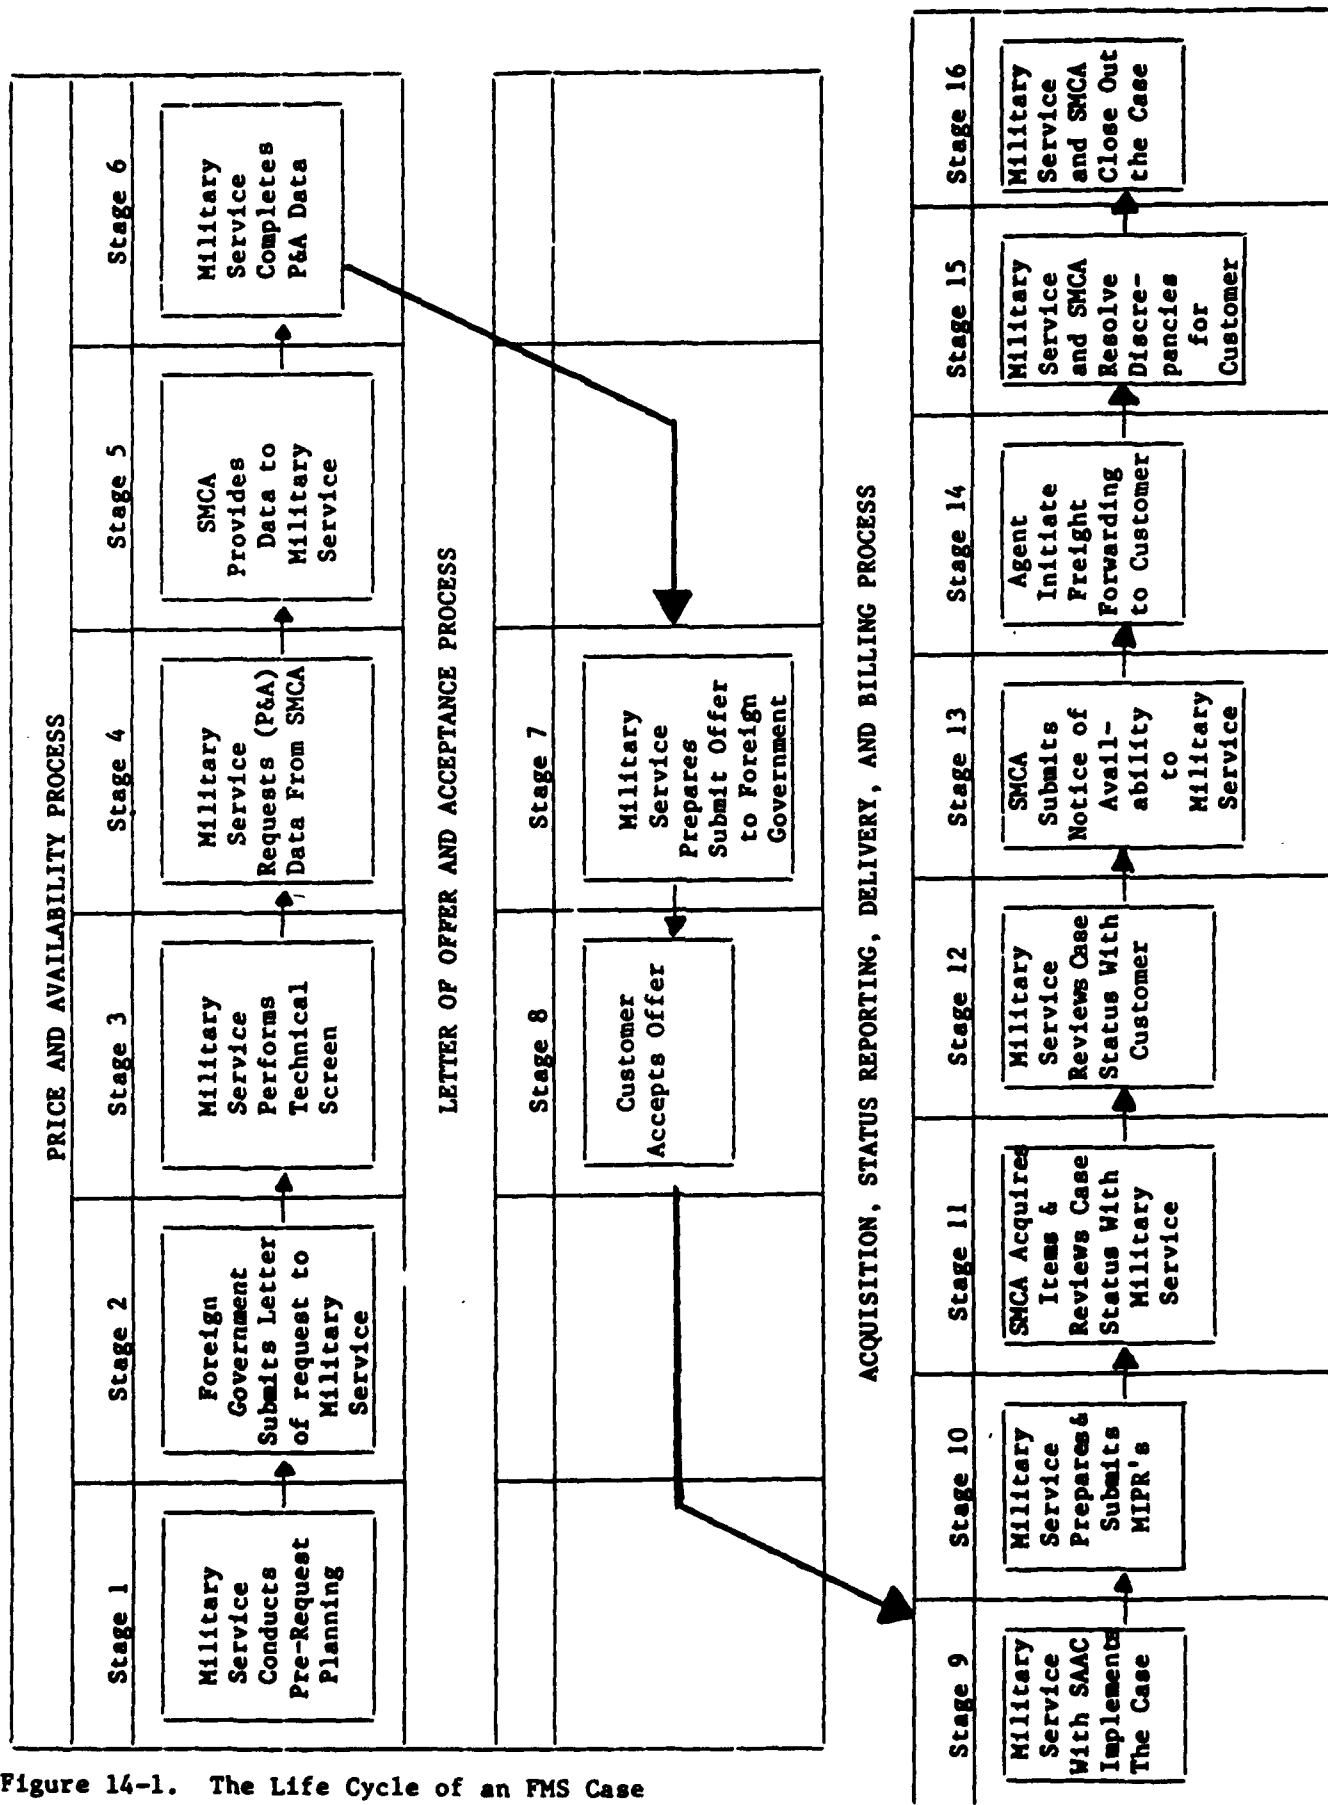 PRICE AND AVAILABILITY PROCESS
Stage 1
Military
Service
Conducts
Pre-Request
Planning
Stage 2
Foreign
Government
Submits Letter
of request to
Military
Service
Stage 3
Military
Service
Performs
Technical
Screen
Stage 4
Military
Service
Requests (P&A)
Data From SMCA
Stage 5
SMCA
Provides
Data to
Military
Service
Stage 6
Military
Service
Completes
P&A Data
LETTER OF OFFER AND ACCEPTANCE PROCESS
Stage 7
Military
Service
Prepares
Submit Offer
to Foreign
Government
Stage 8
Customer
Accepts Offer
ACQUISITION, STATUS REPORTING, DELIVERY, AND BILLING PROCESS
Stage 9
Military
Service
With SAAC
Implements
The Case
Stage 10
Military
Service
Prepares&
Submits
MIPR's
Stage 11
SMCA Acquires
Items &
Reviews Case
Status With
Military
Service
Stage 12
Military
Service
Reviews Case
Status With
Customer
Stage 13
SMCA
Submits
Notice of
Avail-
ability
to
Military
Service
Stage 14
Agent
Initiate
Freight
Forwarding
to Customer
Stage 15
Military
Service
and SMCA
Resolve
Discre-
pancies
for
Customer
Stage 16
Military
Service
and SMCA
Close Out
the Case
Figure 14-1. The Life Cycle of an FMS Case